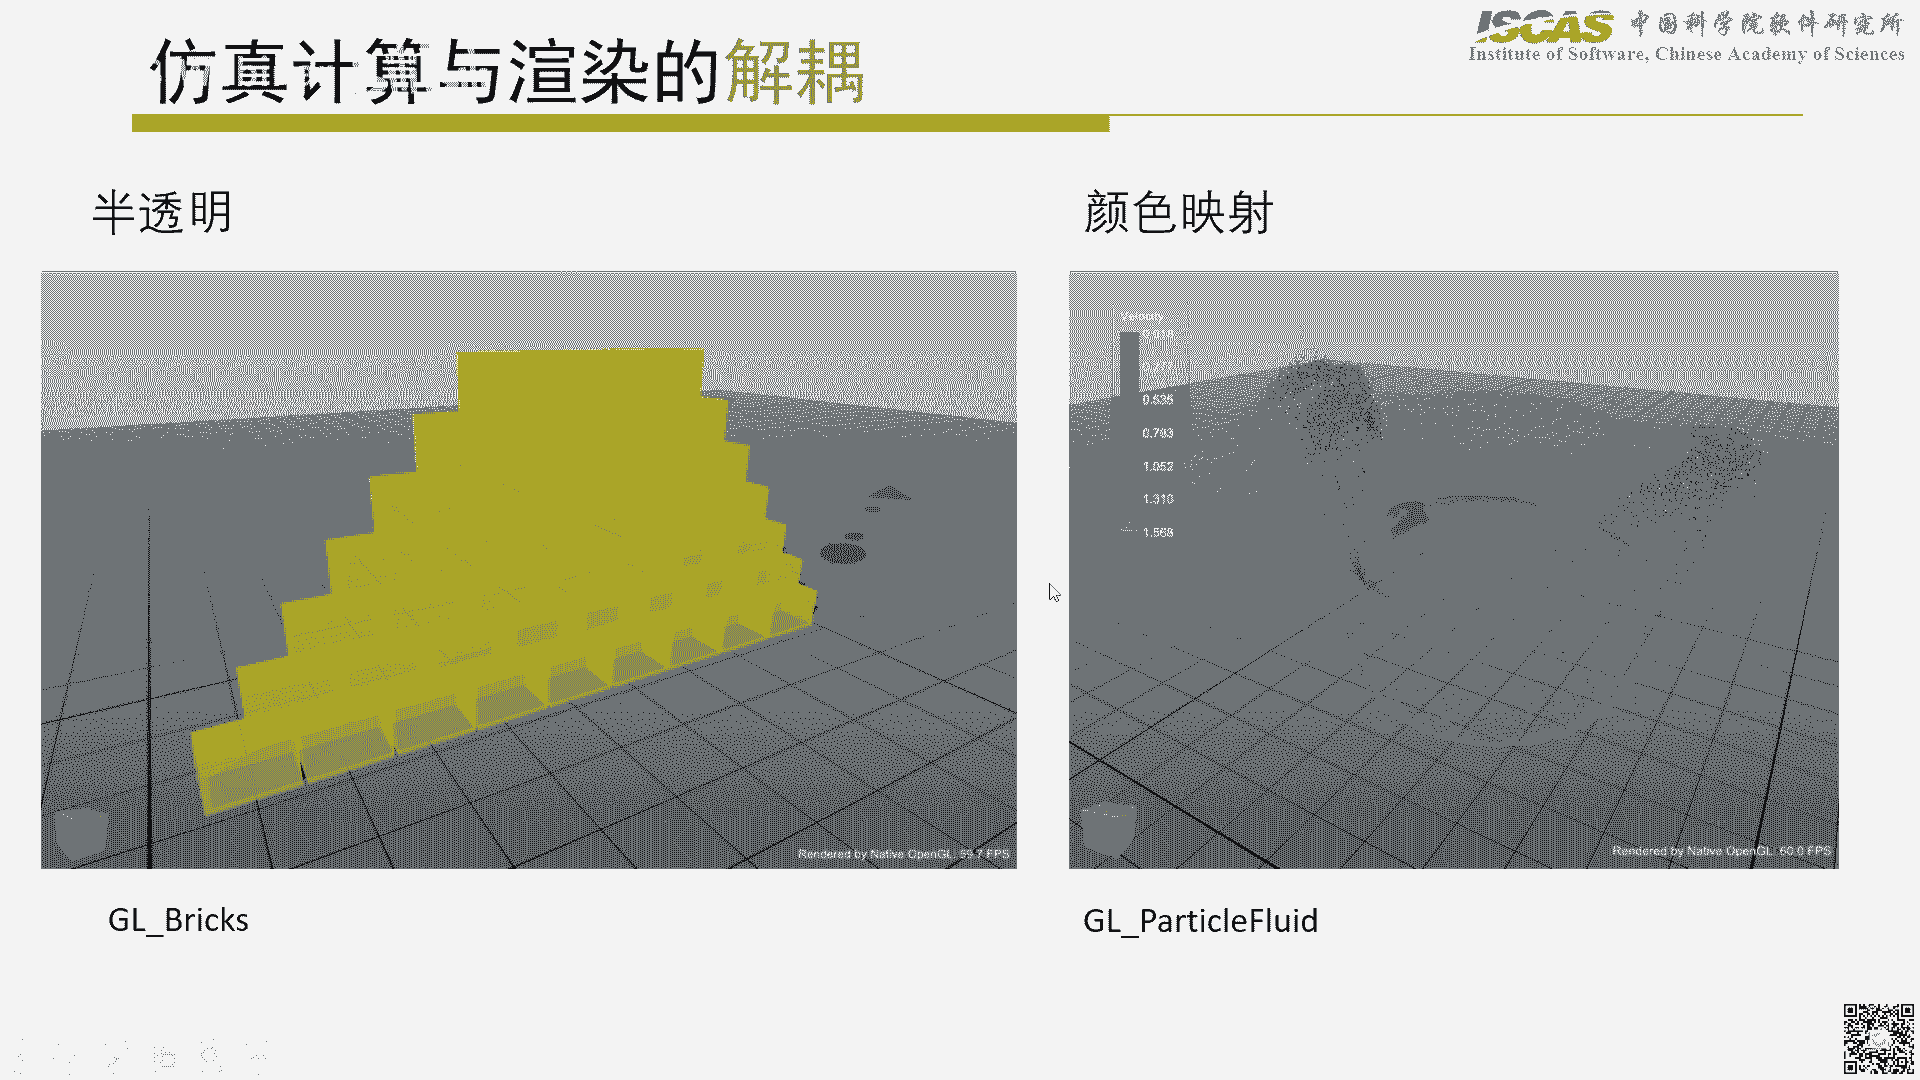 仿真计算与渲染的解耦
ISCAS 中国科学院软件研究所
Institute of Software, Chinese Academy of Sciences
半透明
颜色映射
Velocity
0.535
0.793
1.052
1.310
1.568
Rendered by Native OpenGL: 59.7 FPS
Rendered by Native OpenGL: 60.0 FPS
GL_Bricks
GL_ParticleFluid